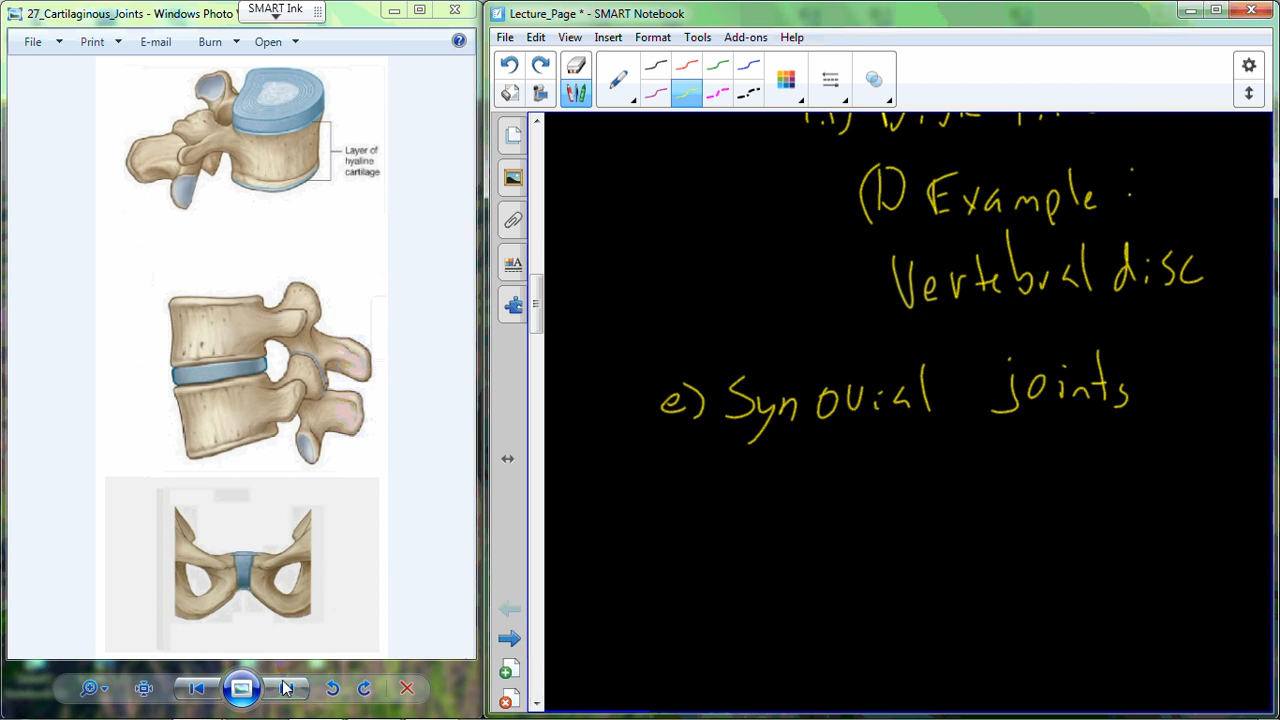 27_Cartilaginous_Joints - Windows Photo
SMART Ink
File Print E-mail Burn Open
Layer of
hyaline
cartilage
Lecture_Page * - SMART Notebook
File Edit View Insert Format Tools Add-ons Help
(1) Example:
Vertebral disc
e) Synovial joints